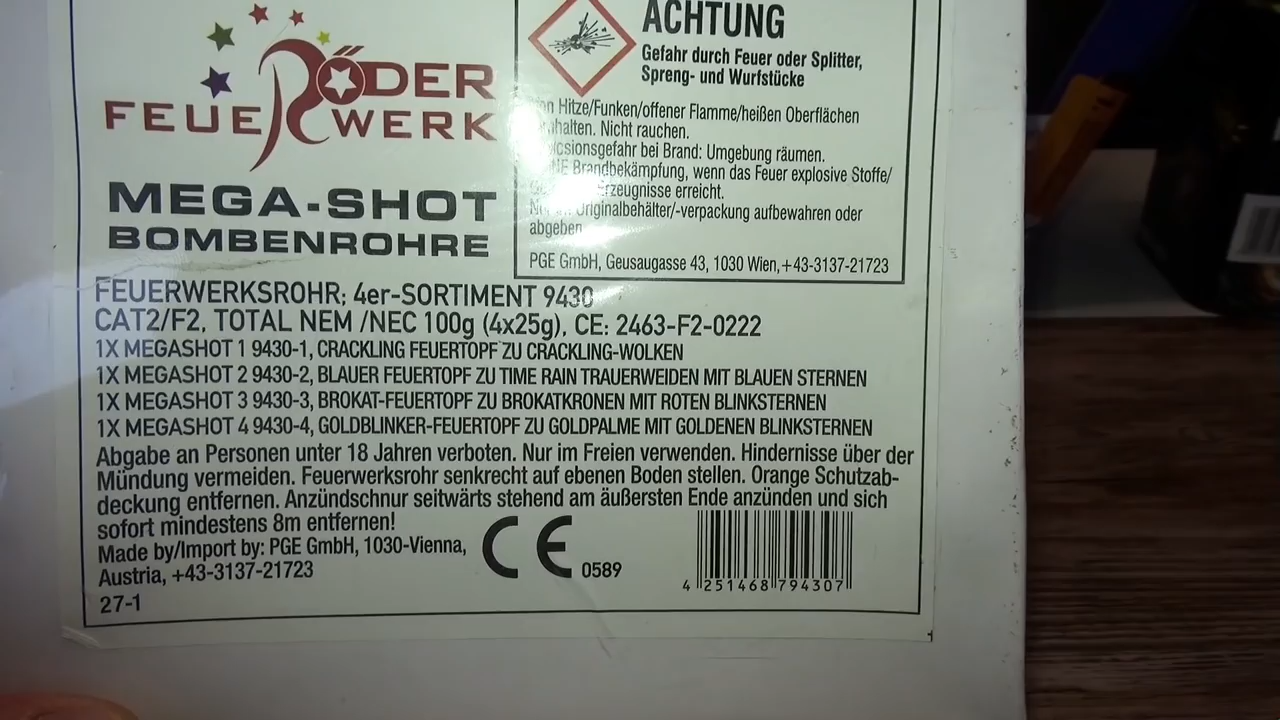 RÖDER
FEUERWERK
MEGA-SHOT
BOMBENROHRE
ACHTUNG
Gefahr durch Feuer oder Splitter,
Spreng- und Wurfstücke
Hitze/Funken/offener Flamme/heißen Oberflächen
Nicht rauchen.
bei Brand: Umgebung räumen.
Brandbekämpfung, wenn das Feuer explosive Stoffe/
erreicht.
Originalbehälter/-verpackung aufbewahren oder
abgeben
PGE GmbH, Geusaugasse 43, 1030 Wien,+43-3137-21723
FEUERWERKSROHR; 4er-SORTIMENT 9430
CAT2/F2, TOTAL NEM /NEC 100g (4x25g), CE: 2463-F2-0222
1X MEGASHOT 1 9430-1, CRACKLING FEUERTOPF ZU CRACKLING-WOLKEN
1X MEGASHOT 2 9430-2, BLAUER FEUERTOPF ZU TIME RAIN TRAUERWEIDEN MIT BLAUEN STERNEN
1X MEGASHOT 3 9430-3, BROKAT-FEUERTOPF ZU BROKATKRONEN MIT ROTEN BLINKSTERNEN
1X MEGASHOT 4 9430-4, GOLDBLINKER-FEUERTOPF ZU GOLDPALME MIT GOLDENEN BLINKSTERNEN
Abgabe an Personen unter 18 Jahren verboten. Nur im Freien verwenden. Hindernisse über der
Mündung vermeiden. Feuerwerksrohr senkrecht auf ebenen Boden stellen. Orange Schutzab-
deckung entfernen. Anzündschnur seitwärts stehend am äußersten Ende anzünden und sich
sofort mindestens 8m entfernen!
Made by/Import by: PGE GmbH, 1030-Vienna,
Austria, +43-3137-21723
27-1
CE 0589
4 251468 794307